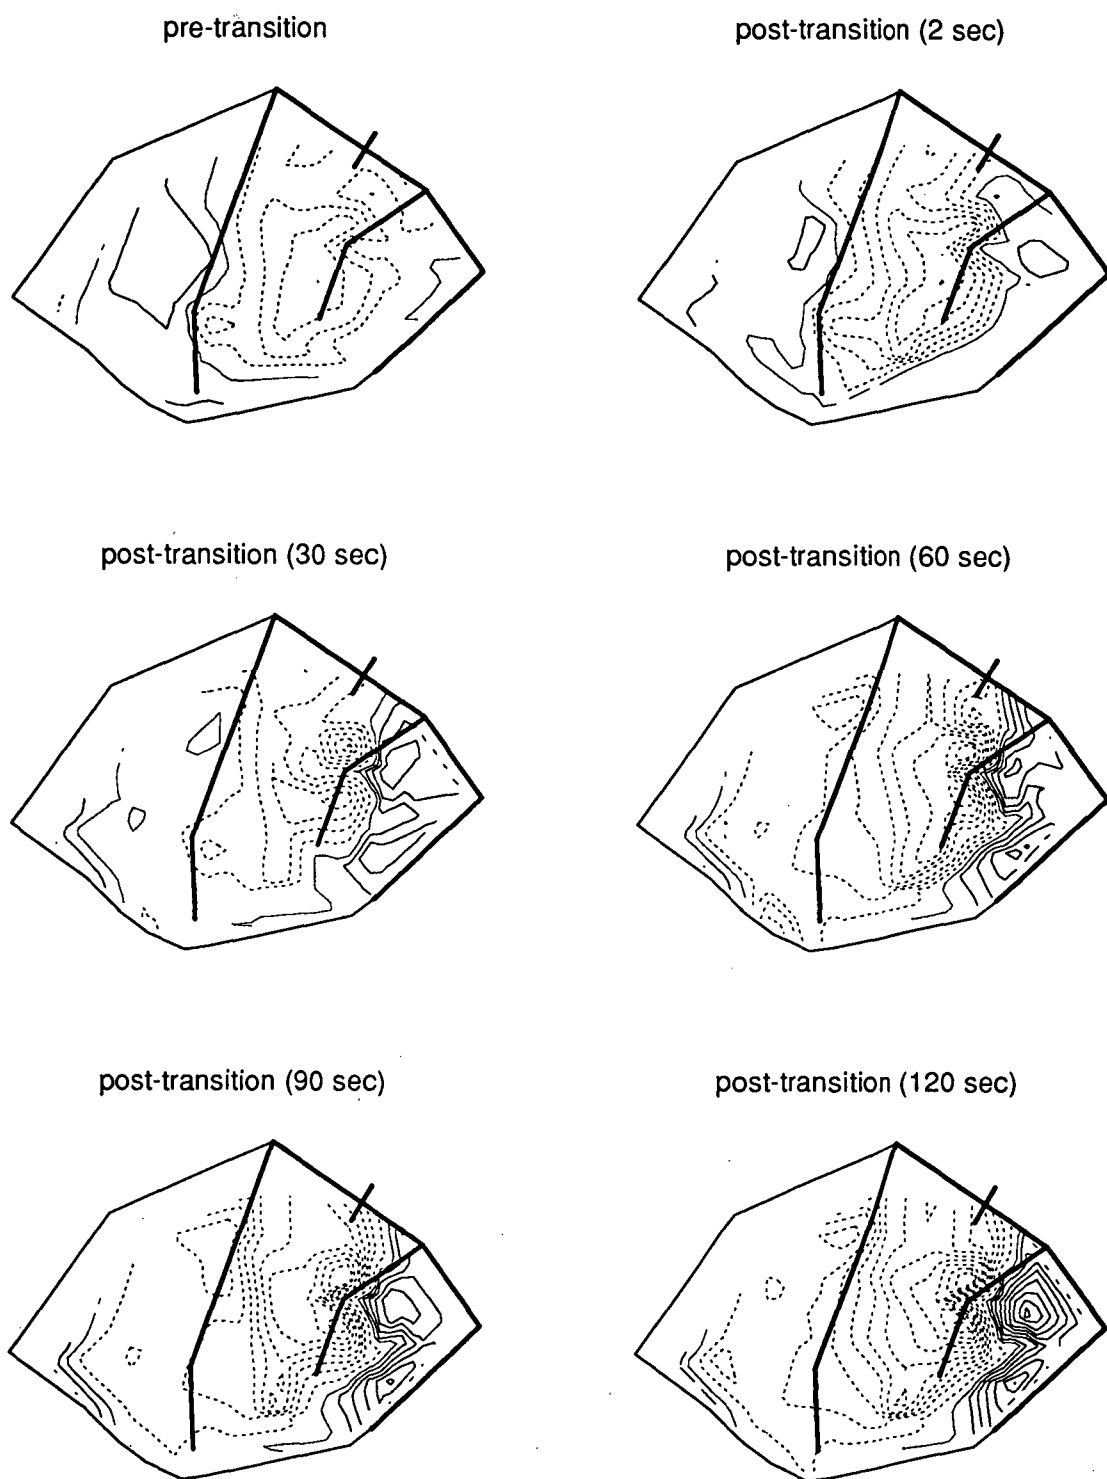 pre-transition
post-transition (2 sec)
post-transition (30 sec)
post-transition (60 sec)
post-transition (90 sec)
post-transition (120 sec)